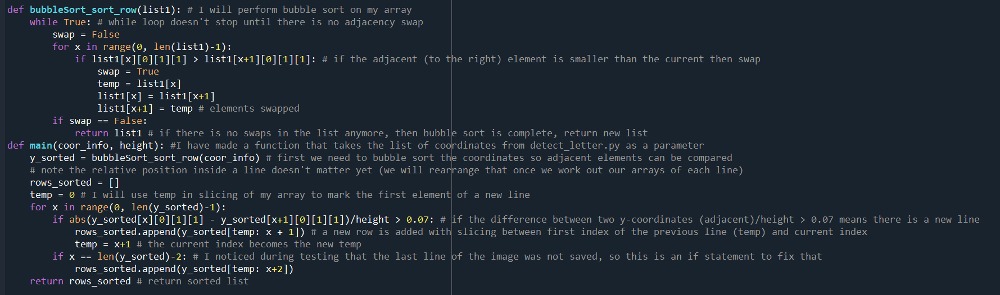 def bubbleSort_sort_row(list1): # I will perform bubble sort on my array
    while True: # while loop doesn't stop until there is no adjacency swap
        swap = False
        for x in range(0, len(list1)-1):
            if list1[x][0][1][1] > list1[x+1][0][1][1]: # if the adjacent (to the right) element is smaller than the current then swap
                swap = True
                temp = list1[x]
                list1[x] = list1[x+1]
                list1[x+1] = temp # elements swapped
        if swap == False:
            return list1 # if there is no swaps in the list anymore, then bubble sort is complete, return new list
def main(coor_info, height): #I have made a function that takes the list of coordinates from detect_letter.py as a parameter
    y_sorted = bubbleSort_sort_row(coor_info) # first we need to bubble sort the coordinates so adjacent elements can be compared
    # note the relative position inside a line doesn't matter yet (we will rearrange that once we work out our arrays of each line)
    rows_sorted = []
    temp = 0 # I will use temp in slicing of my array to mark the first element of a new line
    for x in range(0, len(y_sorted)-1):
        if abs(y_sorted[x][0][1][1] - y_sorted[x+1][0][1][1])/height > 0.07: # if the difference between two y-coordinates (adjacent)/height > 0.07 means there is a new line
            rows_sorted.append(y_sorted[temp: x + 1]) # a new row is added with slicing between first index of the previous line (temp) and current index
            temp = x+1 # the current index becomes the new temp
        if x == len(y_sorted)-2: # I noticed during testing that the last line of the image was not saved, so this is an if statement to fix that
            rows_sorted.append(y_sorted[temp: x+2])
    return rows_sorted # return sorted list